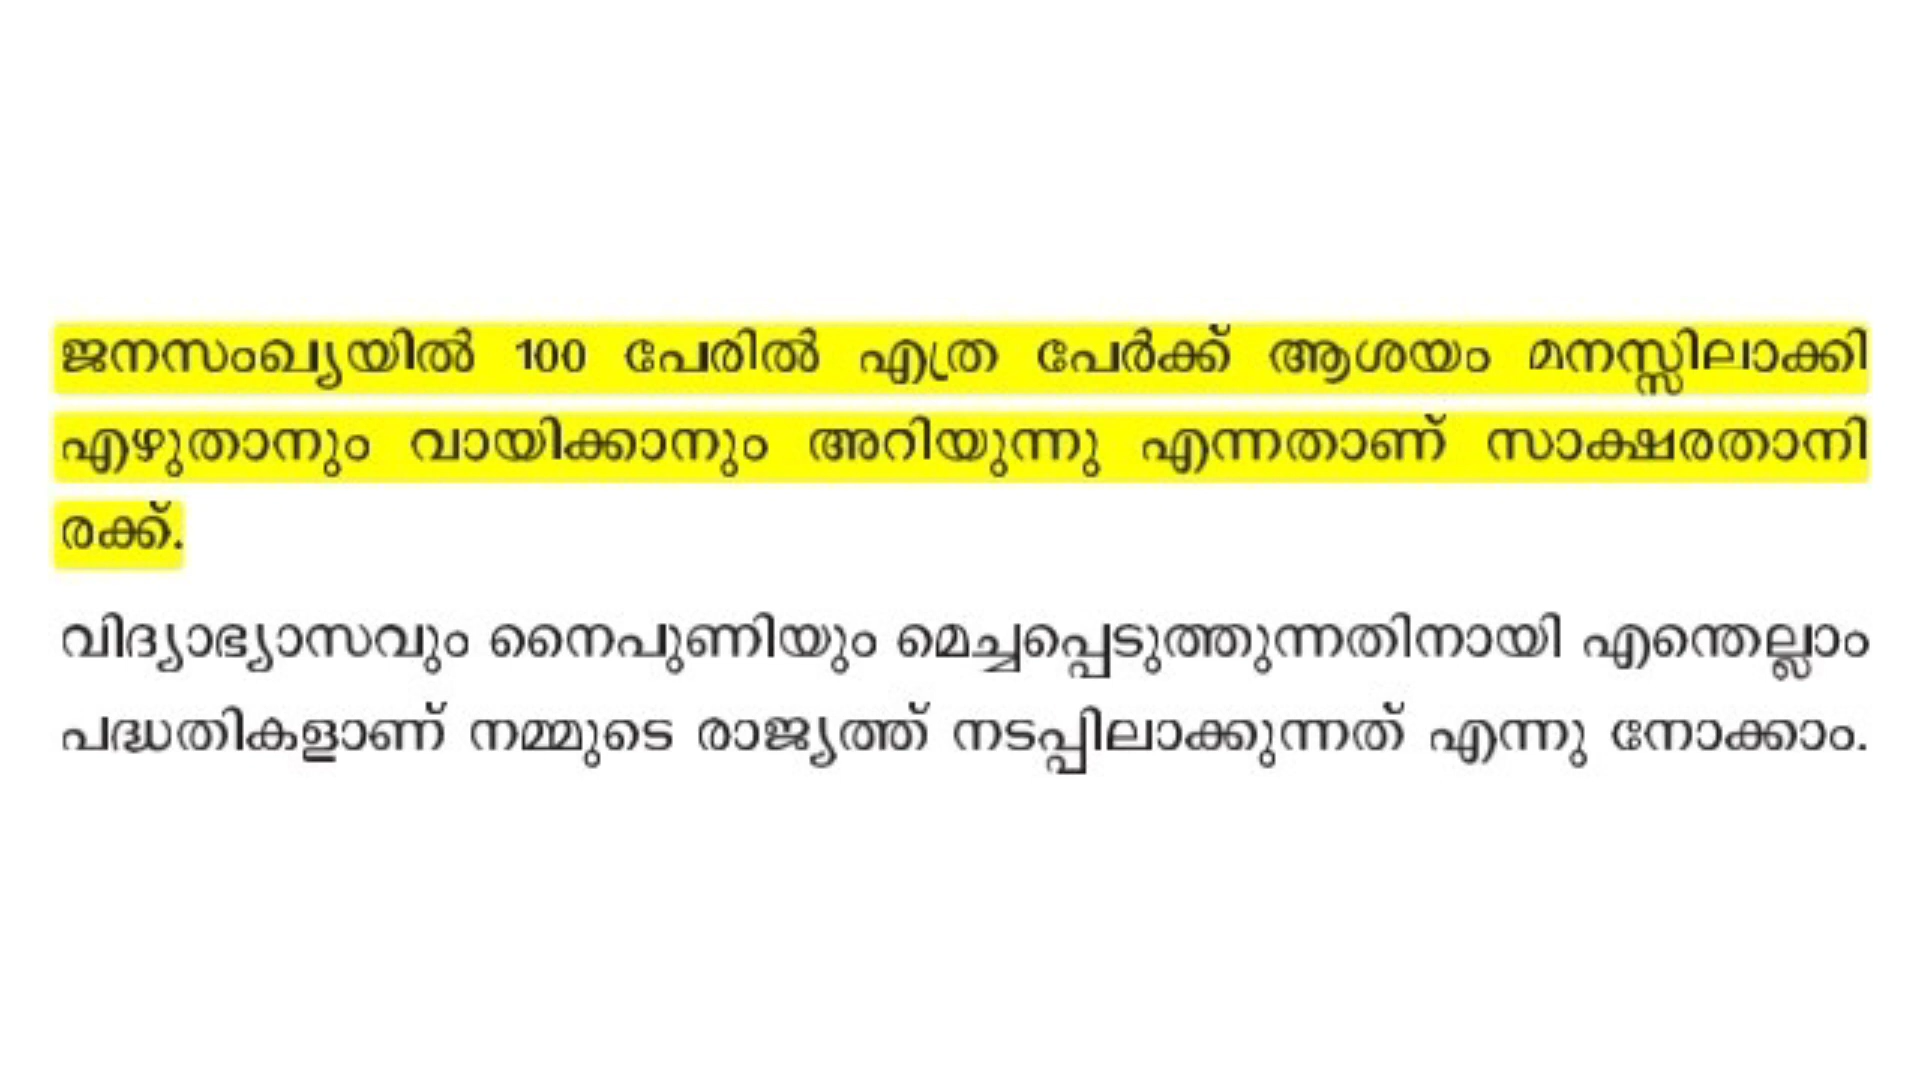 ജനസംഖ്യയിൽ 100 പേരിൽ എത്ര പേർക്ക് ആശയം മനസ്സിലാക്കി
എഴുതാനും വായിക്കാനും അറിയുന്നു എന്നതാണ് സാക്ഷരതാനി
രക്ക്.
വിദ്യാഭ്യാസവും നൈപുണിയും മെച്ചപ്പെടുത്തുന്നതിനായി എന്തെല്ലാം
പദ്ധതികളാണ് നമ്മുടെ രാജ്യത്ത് നടപ്പിലാക്കുന്നത് എന്നു നോക്കാം.